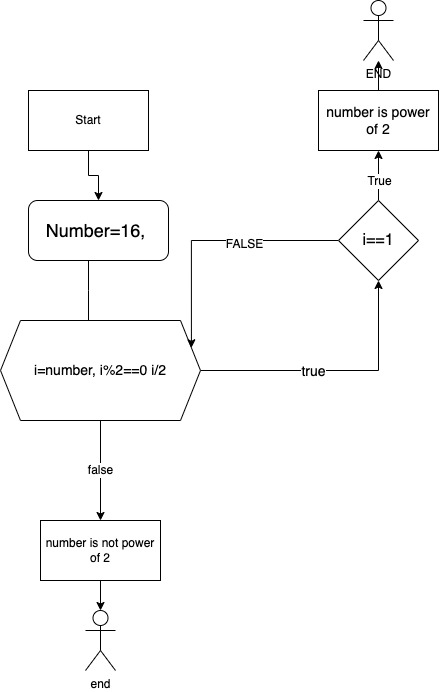 END
number is power
of 2
Start
True
Number=16,
i==1
FALSE
i=number, i%2==0 i/2
true
false
number is not power
of 2
end